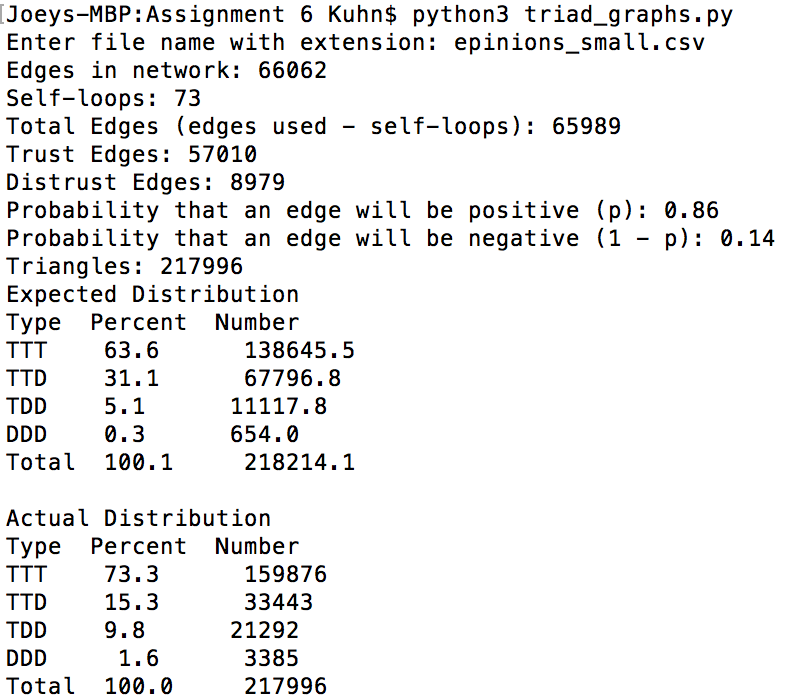 Joeys-MBP:Assignment 6 Kuhn$ python3 triad_graphs.py
Enter file name with extension: epinions_small.csv
Edges in network: 66062
Self-loops: 73
Total Edges (edges used - self-loops): 65989
Trust Edges: 57010
Distrust Edges: 8979
Probability that an edge will be positive (p): 0.86
Probability that an edge will be negative (1 - p): 0.14
Triangles: 217996
Expected Distribution
Type  Percent  Number
TTT    63.6      138645.5
TTD    31.1      67796.8
TDD    5.1      11117.8
DDD    0.3      654.0
Total  100.1     218214.1

Actual Distribution
Type  Percent  Number
TTT    73.3      159876
TTD    15.3      33443
TDD    9.8      21292
DDD     1.6      3385
Total  100.0     217996